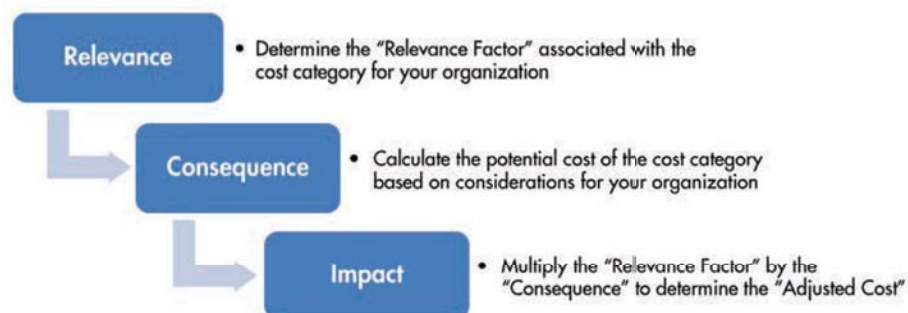 Relevance
• Determine the “Relevance Factor” associated with the
cost category for your organization
Consequence
• Calculate the potential cost of the cost category
based on considerations for your organization
Impact
• Multiply the “Relevance Factor” by the
“Consequence” to determine the “Adjusted Cost”